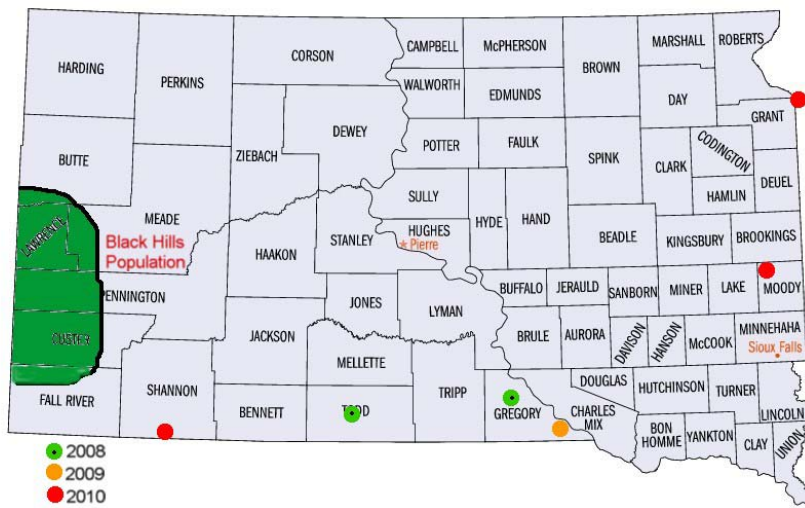 HARDING
PERKINS
CORSON
CAMPBELL
McPHERSON
BROWN
MARSHALL
ROBERTS
WALWORTH
EDMUNDS
DAY
GRANT
BUTTE
ZIEBACH
DEWEY
POTTER
FAULK
SPINK
CLARK
CODINGTON
DEUEL
HAMLIN
MEADE
SULLY
LAWRENCE
Black Hills
Population
HAAKON
STANLEY
HUGHES
Pierre
HYDE
HAND
BEADLE
KINGSBURY
BROOKINGS
PENNINGTON
JONES
LYMAN
BUFFALO
JERAULD
SANBORN
MINER
LAKE
MOODY
CUSTER
JACKSON
BRULE
AURORA
DAVISON
HANSON
McCOOK
MINNEHAHA
Sioux Falls
MELLETTE
FALL RIVER
SHANNON
BENNETT
TODD
TRIPP
GREGORY
CHARLES
MIX
DOUGLAS
HUTCHINSON
TURNER
LINCOLN
BON
HOMME
YANKTON
CLAY
UNION
2008
2009
2010